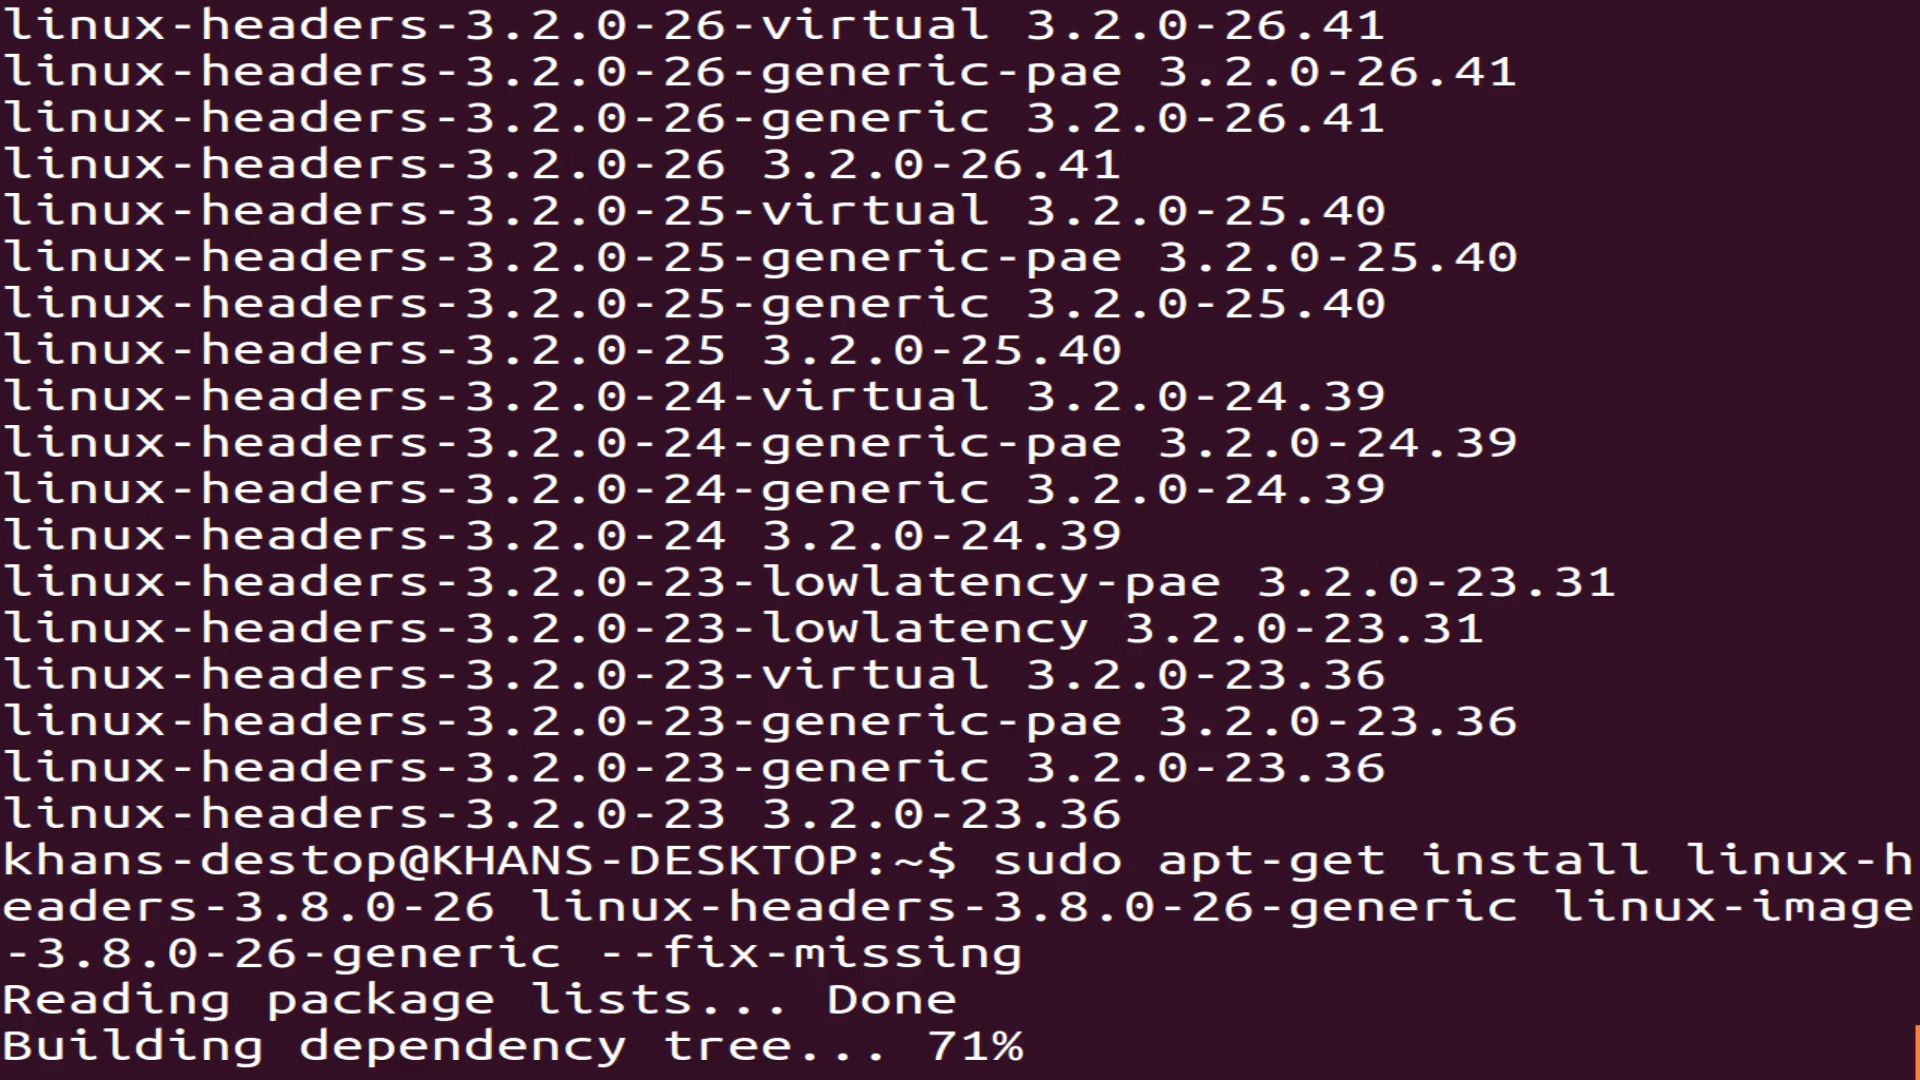 linux-headers-3.2.0-26-virtual 3.2.0-26.41
linux-headers-3.2.0-26-generic-pae 3.2.0-26.41
linux-headers-3.2.0-26-generic 3.2.0-26.41
linux-headers-3.2.0-26 3.2.0-26.41
linux-headers-3.2.0-25-virtual 3.2.0-25.40
linux-headers-3.2.0-25-generic-pae 3.2.0-25.40
linux-headers-3.2.0-25-generic 3.2.0-25.40
linux-headers-3.2.0-25 3.2.0-25.40
linux-headers-3.2.0-24-virtual 3.2.0-24.39
linux-headers-3.2.0-24-generic-pae 3.2.0-24.39
linux-headers-3.2.0-24-generic 3.2.0-24.39
linux-headers-3.2.0-24 3.2.0-24.39
linux-headers-3.2.0-23-lowlatency-pae 3.2.0-23.31
linux-headers-3.2.0-23-lowlatency 3.2.0-23.31
linux-headers-3.2.0-23-virtual 3.2.0-23.36
linux-headers-3.2.0-23-generic-pae 3.2.0-23.36
linux-headers-3.2.0-23-generic 3.2.0-23.36
linux-headers-3.2.0-23 3.2.0-23.36
khans-destop@KHANS-DESKTOP:~$ sudo apt-get install linux-h
eaders-3.8.0-26 linux-headers-3.8.0-26-generic linux-image
-3.8.0-26-generic --fix-missing
Reading package lists... Done
Building dependency tree... 71%